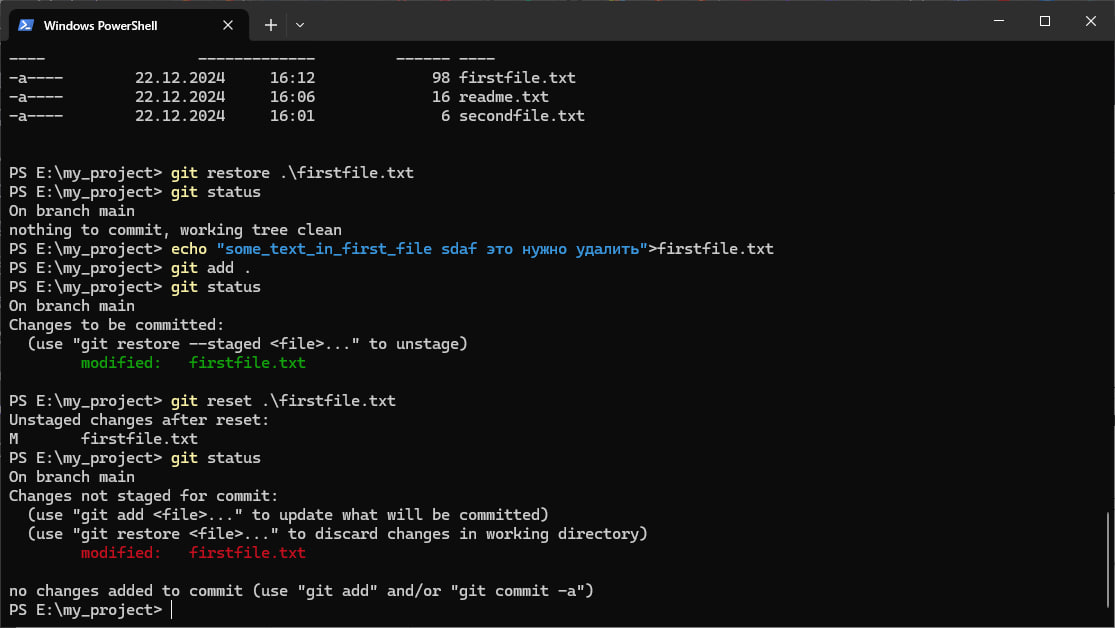 Windows PowerShell
----                 -------------         ------ ----
-a----        22.12.2024     16:12             98 firstfile.txt
-a----        22.12.2024     16:06             16 readme.txt
-a----        22.12.2024     16:01              6 secondfile.txt
PS E:\my_project> git restore .\firstfile.txt
PS E:\my_project> git status
On branch main
nothing to commit, working tree clean
PS E:\my_project> echo "some_text_in_first_file sdaf это нужно удалить">firstfile.txt
PS E:\my_project> git add .
PS E:\my_project> git status
On branch main
Changes to be committed:
  (use "git restore --staged <file>..." to unstage)
        modified:   firstfile.txt
PS E:\my_project> git reset .\firstfile.txt
Unstaged changes after reset:
M       firstfile.txt
PS E:\my_project> git status
On branch main
Changes not staged for commit:
  (use "git add <file>..." to update what will be committed)
  (use "git restore <file>..." to discard changes in working directory)
        modified:   firstfile.txt
no changes added to commit (use "git add" and/or "git commit -a")
PS E:\my_project>